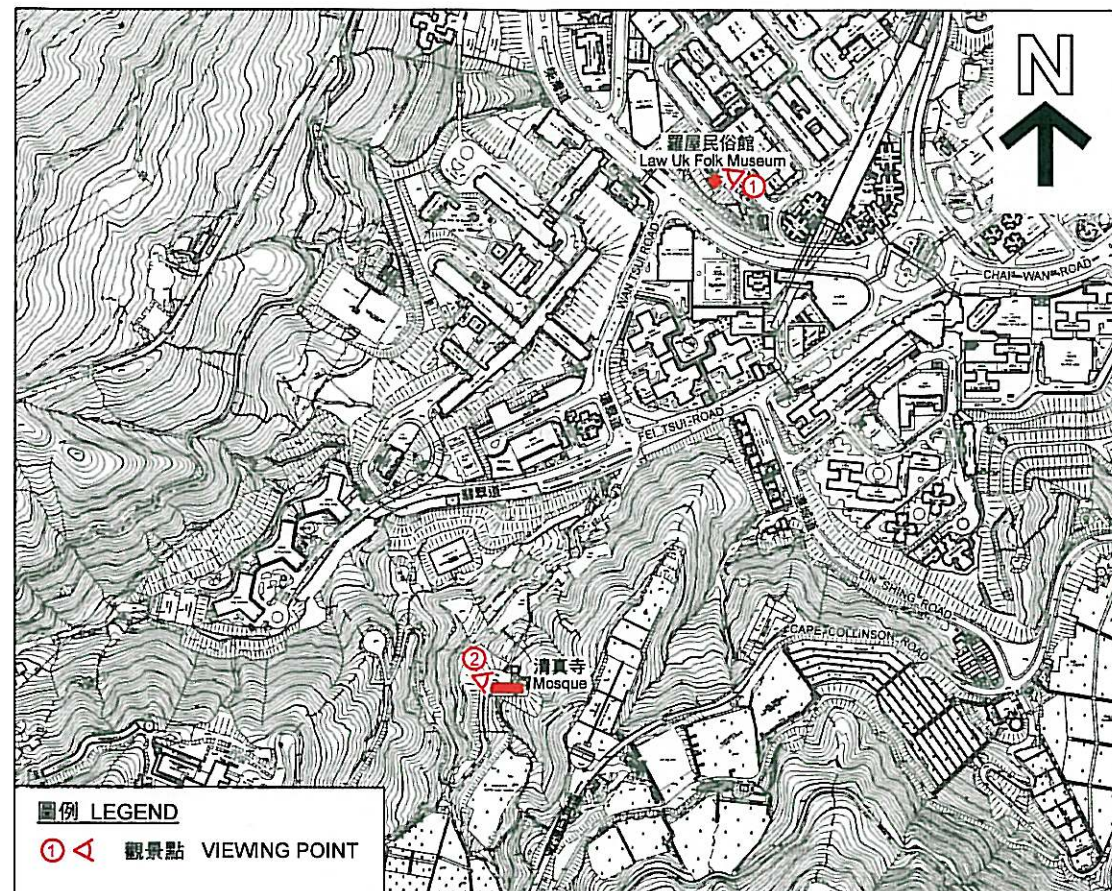 N
羅屋民俗館
Law Uk Folk Museum
①
CHAI WAN ROAD
WAN TSUI ROAD
FEI TSUI ROAD
翡翠道
LIN SHING ROAD
CAPE COLLINSON ROAD
②
清真寺
Mosque
圖例 LEGEND
① 觀景點 VIEWING POINT